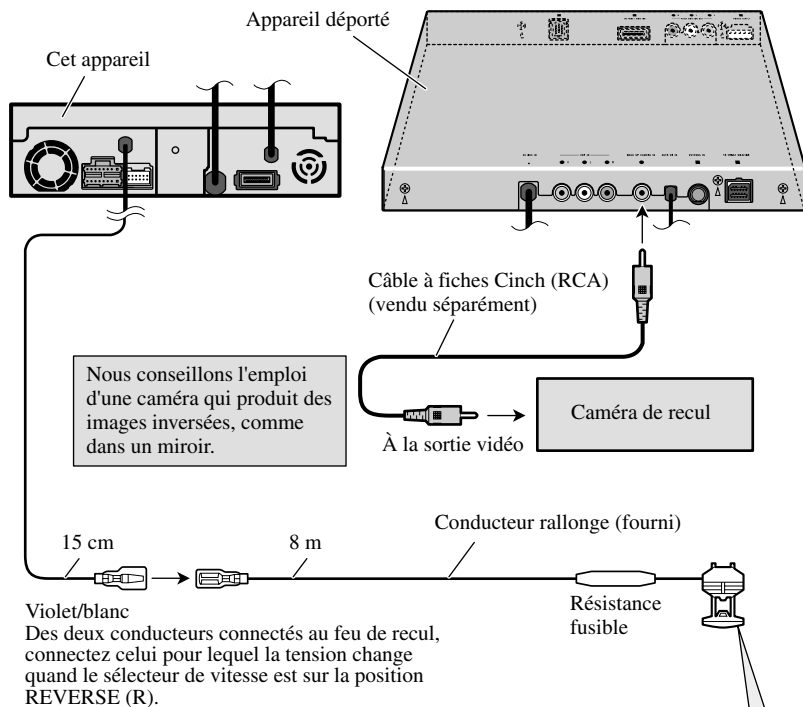 Appareil déporté
Cet appareil
Câble à fiches Cinch (RCA)
(vendu séparément)
Nous conseillons l'emploi
d'une caméra qui produit des
images inversées, comme
dans un miroir.
Caméra de recul
À la sortie vidéo
Conducteur rallonge (fourni)
15 cm
8 m
Résistance
fusible
Violet/blanc
Des deux conducteurs connectés au feu de recul,
connectez celui pour lequel la tension change
quand le sélecteur de vitesse est sur la position
REVERSE (R).